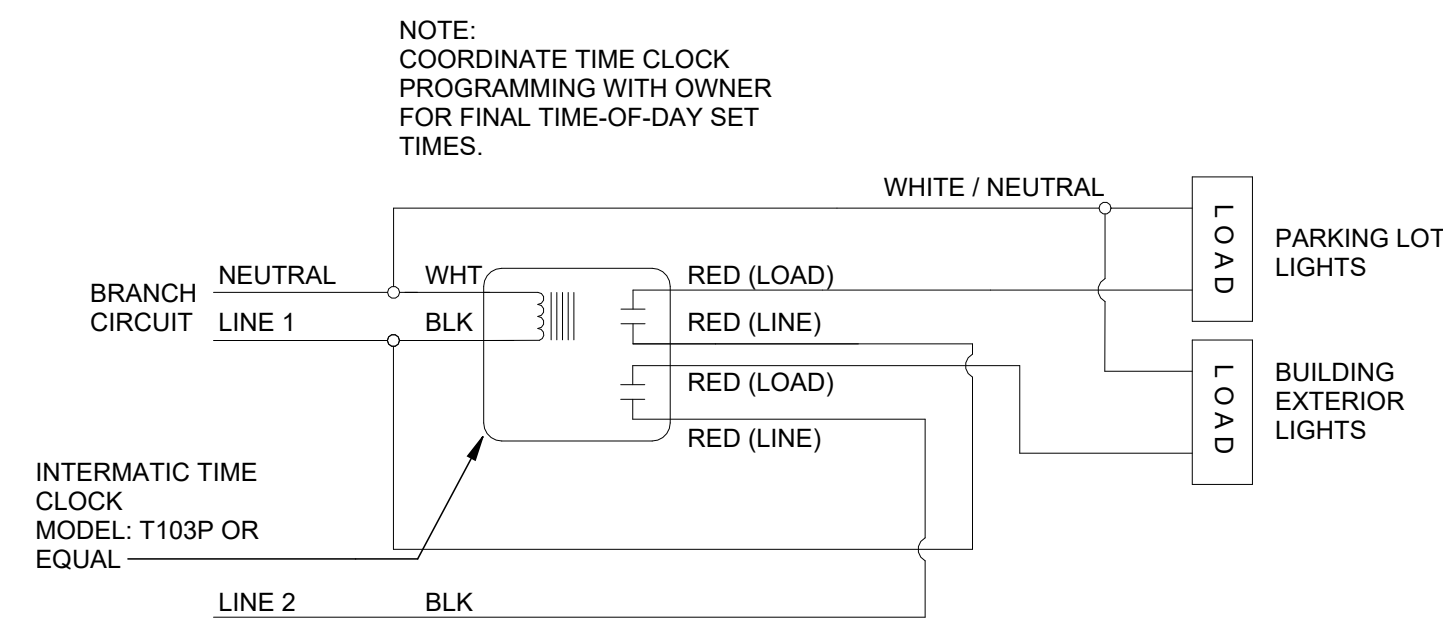 NOTE:
COORDINATE TIME CLOCK
PROGRAMMING WITH OWNER
FOR FINAL TIME-OF-DAY SET
TIMES.
WHITE / NEUTRAL
LOAD
PARKING LOT
LIGHTS
BRANCH
CIRCUIT
NEUTRAL
WHT
RED (LOAD)
LINE 1
BLK
RED (LINE)
RED (LOAD)
RED (LINE)
LOAD
BUILDING
EXTERIOR
LIGHTS
INTERMATIC TIME
CLOCK
MODEL: T103P OR
EQUAL
LINE 2
BLK